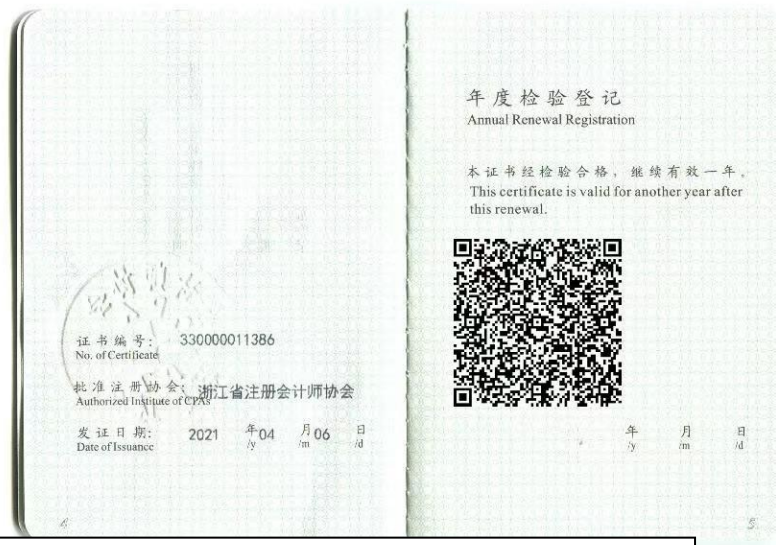 证书编号: 330000011386
No. of Certificate
批准注册协会: 浙江省注册会计师协会
Authorized Institute of CPAs
发证日期: 2021 年 04 月 06 日
Date of Issuance /y /m /d
4
年度检验登记
Annual Renewal Registration
本证书经检验合格，继续有效一年。
This certificate is valid for another year after
this renewal.
年 月 日
/y /m /d
5